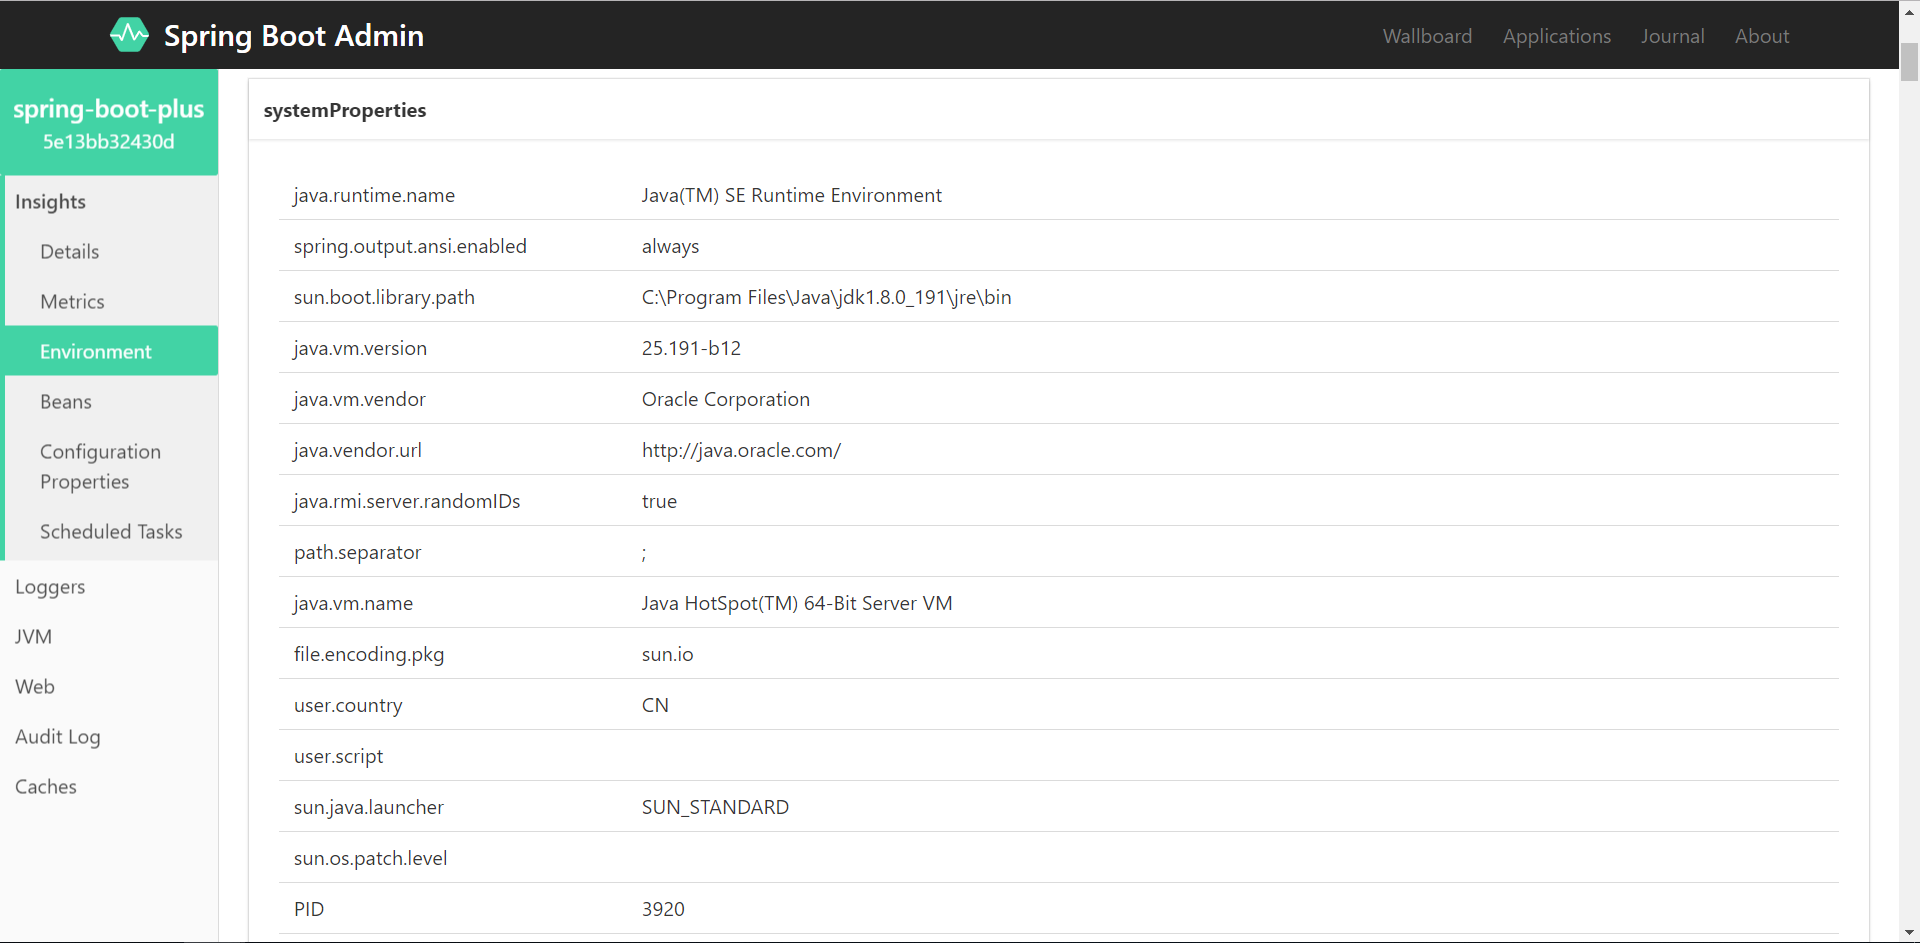 Spring Boot Admin
Wallboard Applications Journal About
spring-boot-plus
5e13bb32430d
Insights
Details
Metrics
Environment
Beans
Configuration
Properties
Scheduled Tasks
Loggers
JVM
Web
Audit Log
Caches
systemProperties
java.runtime.name Java(TM) SE Runtime Environment
spring.output.ansi.enabled always
sun.boot.library.path C:\Program Files\Java\jdk1.8.0_191\jre\bin
java.vm.version 25.191-b12
java.vm.vendor Oracle Corporation
java.vendor.url http://java.oracle.com/
java.rmi.server.randomIDs true
path.separator ;
java.vm.name Java HotSpot(TM) 64-Bit Server VM
file.encoding.pkg sun.io
user.country CN
user.script
sun.java.launcher SUN_STANDARD
sun.os.patch.level
PID 3920